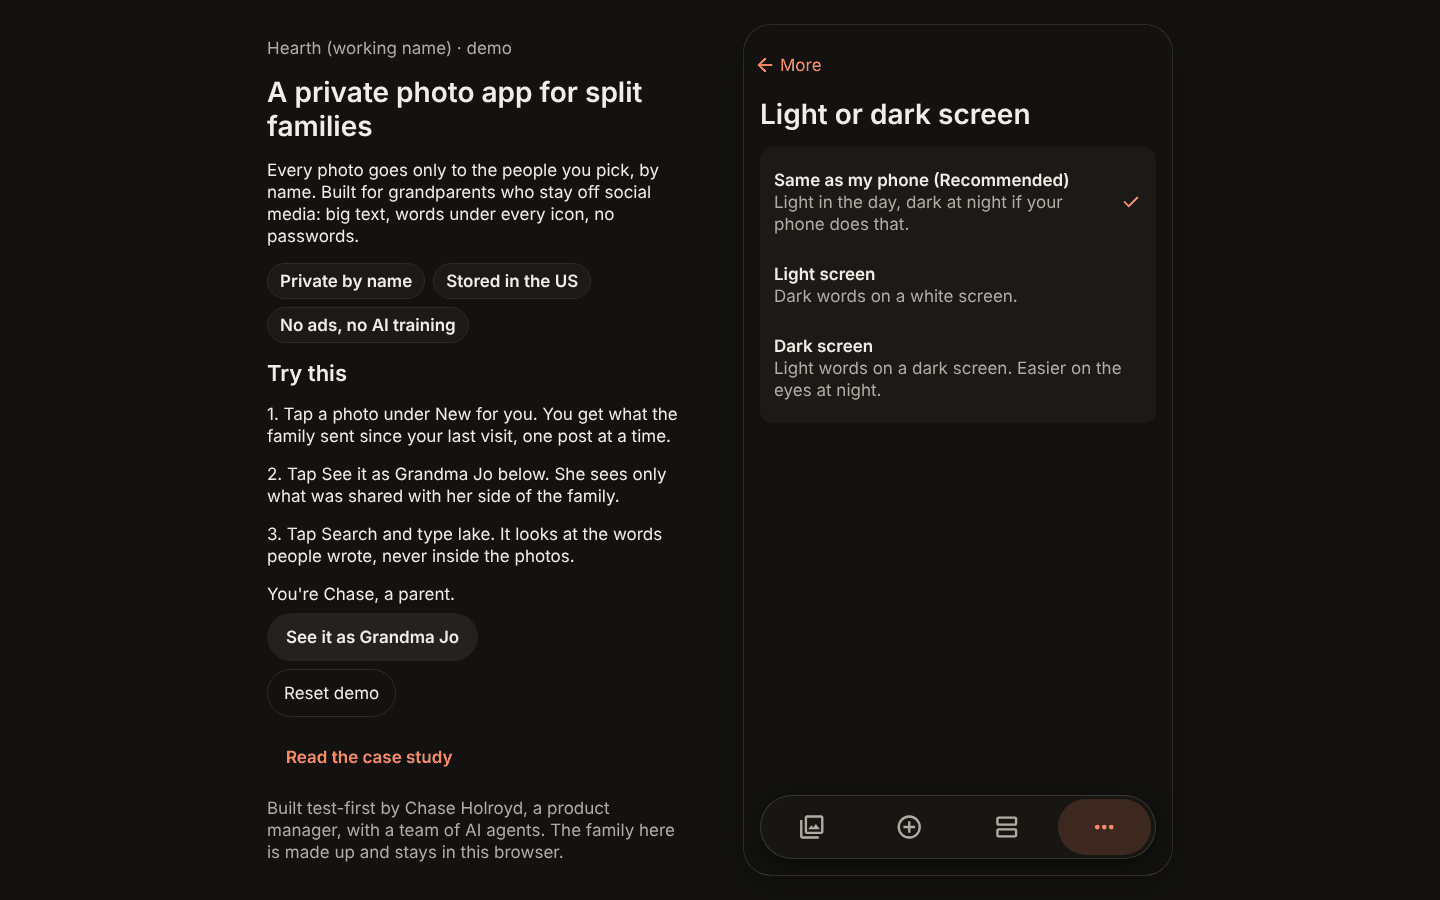 Hearth (working name) · demo
A private photo app for split
families
Every photo goes only to the people you pick, by
name. Built for grandparents who stay off social
media: big text, words under every icon, no
passwords.
Private by name
Stored in the US
No ads, no AI training
Try this
1. Tap a photo under New for you. You get what the
family sent since your last visit, one post at a time.
2. Tap See it as Grandma Jo below. She sees only
what was shared with her side of the family.
3. Tap Search and type lake. It looks at the words
people wrote, never inside the photos.
You're Chase, a parent.
See it as Grandma Jo
Reset demo
Read the case study
Built test-first by Chase Holroyd, a product
manager, with a team of AI agents. The family here
is made up and stays in this browser.
More
Light or dark screen
Same as my phone (Recommended)
Light in the day, dark at night if your
phone does that.
Light screen
Dark words on a white screen.
Dark screen
Light words on a dark screen. Easier on the
eyes at night.